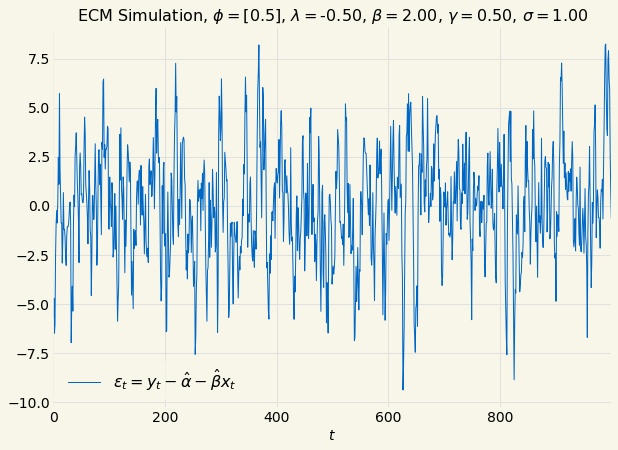 ECM Simulation, ϕ = [0.5], λ = -0.50, β = 2.00, γ = 0.50, σ = 1.00
7.5
5.0
2.5
0.0
−2.5
−5.0
−7.5
−10.0
εₜ = yₜ − α̂ − β̂xₜ
0 200 400 600 800
t